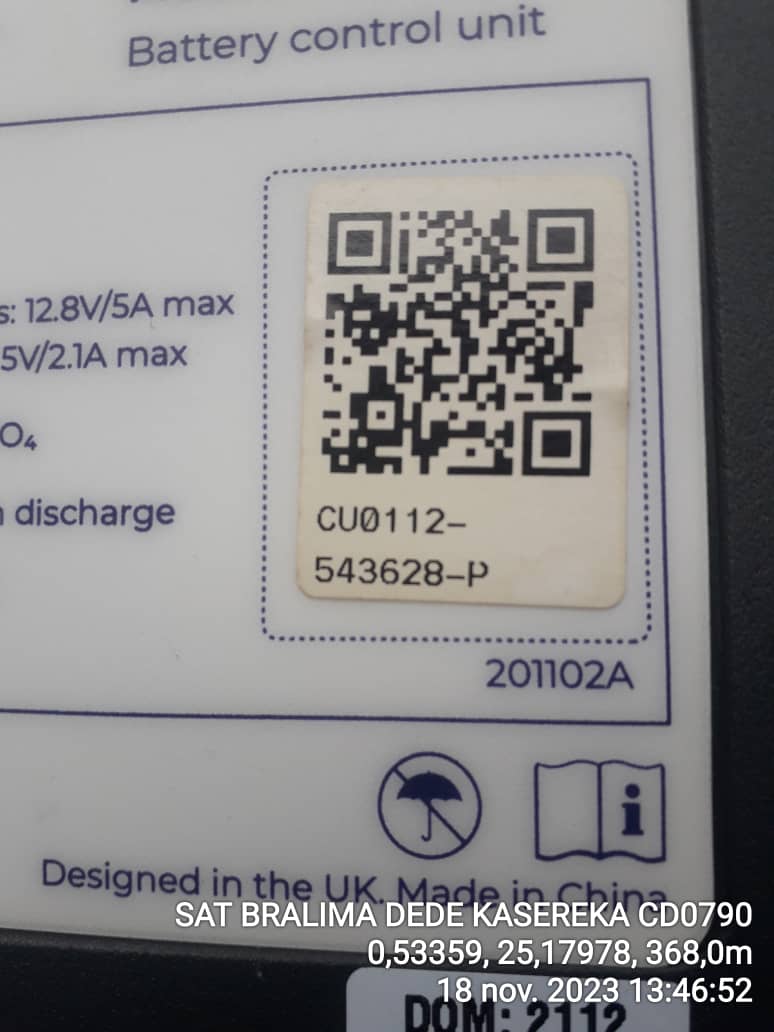 Battery control unit
s: 12.8V/5A max
5V/2.1A max
O₄
discharge
CU0112-
543628-P
201102A
Designed in the UK. Made in China
SAT BRALIMA DEDE KASEREKA CD0790
0,53359, 25,17978, 368,0m
18 nov. 2023 13:46:52
DOM: 2112